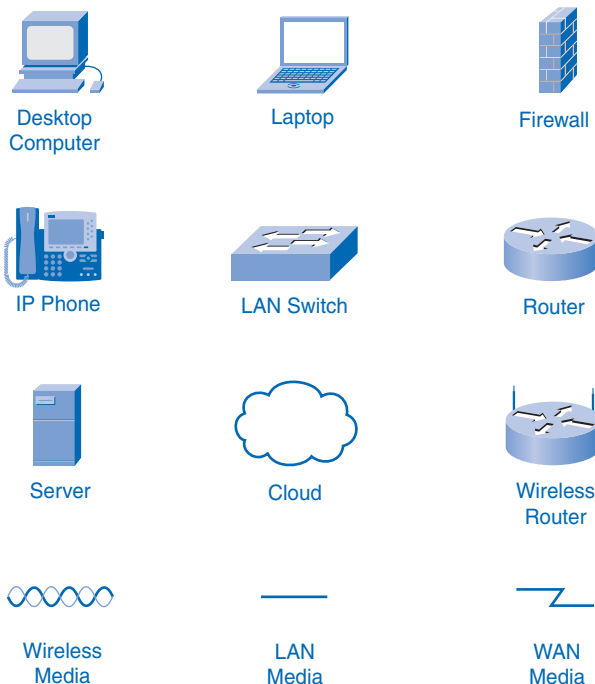 Desktop
Computer
Laptop
Firewall
IP Phone
LAN Switch
Router
Server
Cloud
Wireless
Router
Wireless
Media
LAN
Media
WAN
Media